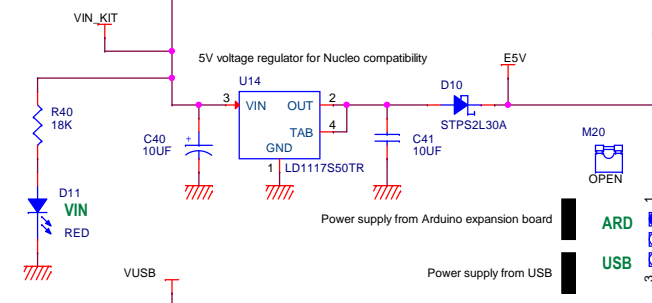 VIN_KIT
5V voltage regulator for Nucleo compatibility
E5V
U14
D10
R40
18K
3
VIN
OUT
2
TAB
4
GND
1
LD1117S50TR
C40
10UF
+
C41
10UF
STPS2L30A
M20
OPEN
D11
VIN
RED
Power supply from Arduino expansion board
ARD
1
VUSB
Power supply from USB
USB
3